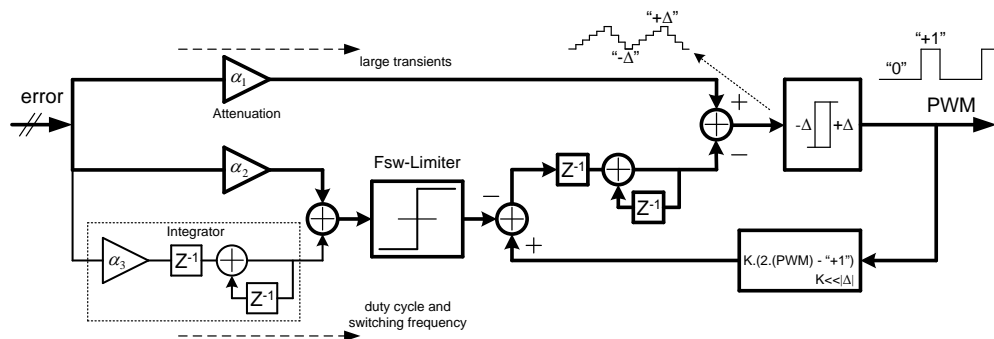 “+Δ”
“-Δ”
“+1”
“0”
large transients
error
α1
Attenuation
+
−
-Δ
+Δ
PWM
α2
Fsw-Limiter
−
+
Z-1
Z-1
Integrator
α3
Z-1
Z-1
K.(2.(PWM) - “+1”)
K<<|Δ|
duty cycle and
switching frequency